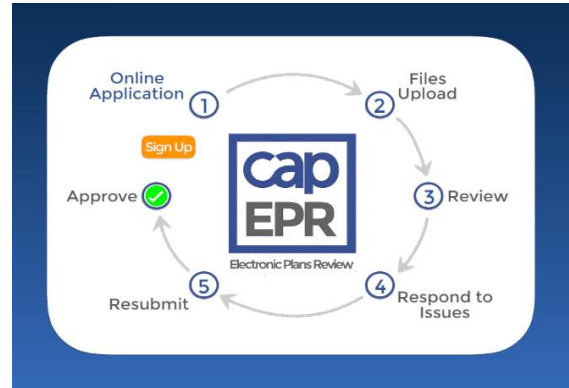 Online
Application
1
2
Files
Upload
Sign Up
cap
EPR
Electronic Plans Review
3
Review
4
Respond to
Issues
5
Resubmit
Approve